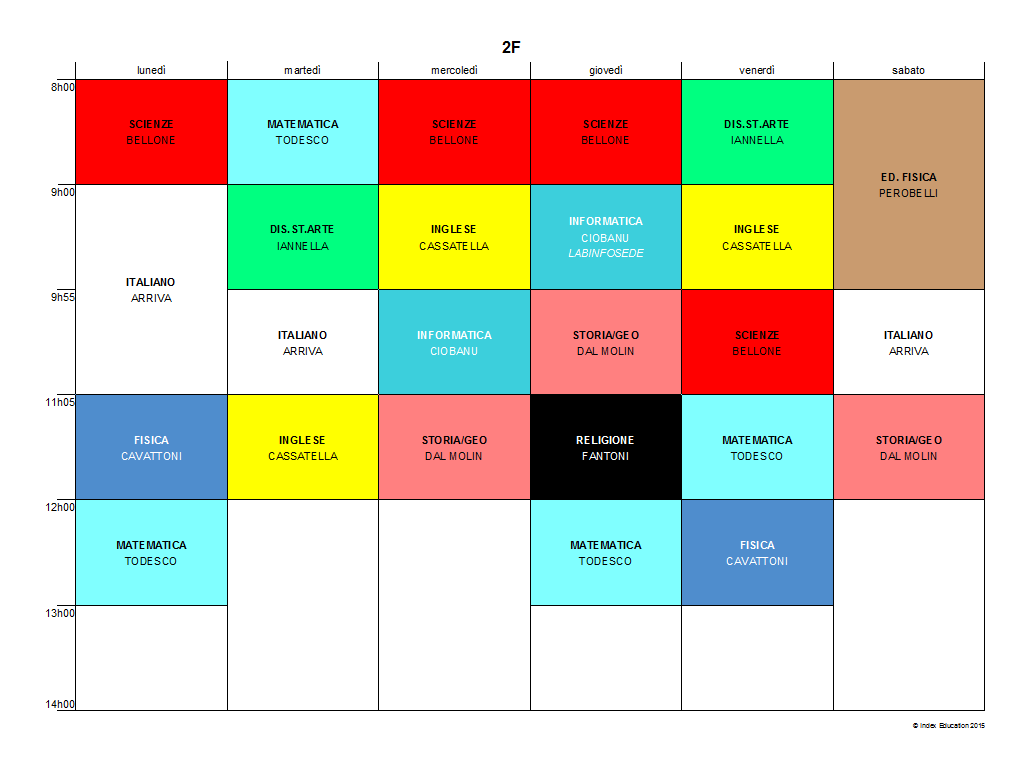 2F
lunedì martedì mercoledì giovedì venerdì sabato
8h00
SCIENZE
BELLONE
MATEMATICA
TODESCO
SCIENZE
BELLONE
SCIENZE
BELLONE
DIS.ST.ARTE
IANNELLA
ED. FISICA
PEROBELLI
9h00
ITALIANO
ARRIVA
DIS.ST.ARTE
IANNELLA
INGLESE
CASSATELLA
INFORMATICA
CIOBANU
LABINFOSEDE
INGLESE
CASSATELLA
9h55
ITALIANO
ARRIVA
INFORMATICA
CIOBANU
STORIA/GEO
DAL MOLIN
SCIENZE
BELLONE
ITALIANO
ARRIVA
11h05
FISICA
CAVATTONI
INGLESE
CASSATELLA
STORIA/GEO
DAL MOLIN
RELIGIONE
FANTONI
MATEMATICA
TODESCO
STORIA/GEO
DAL MOLIN
12h00
MATEMATICA
TODESCO
MATEMATICA
TODESCO
FISICA
CAVATTONI
13h00
14h00
© Index Education 2015